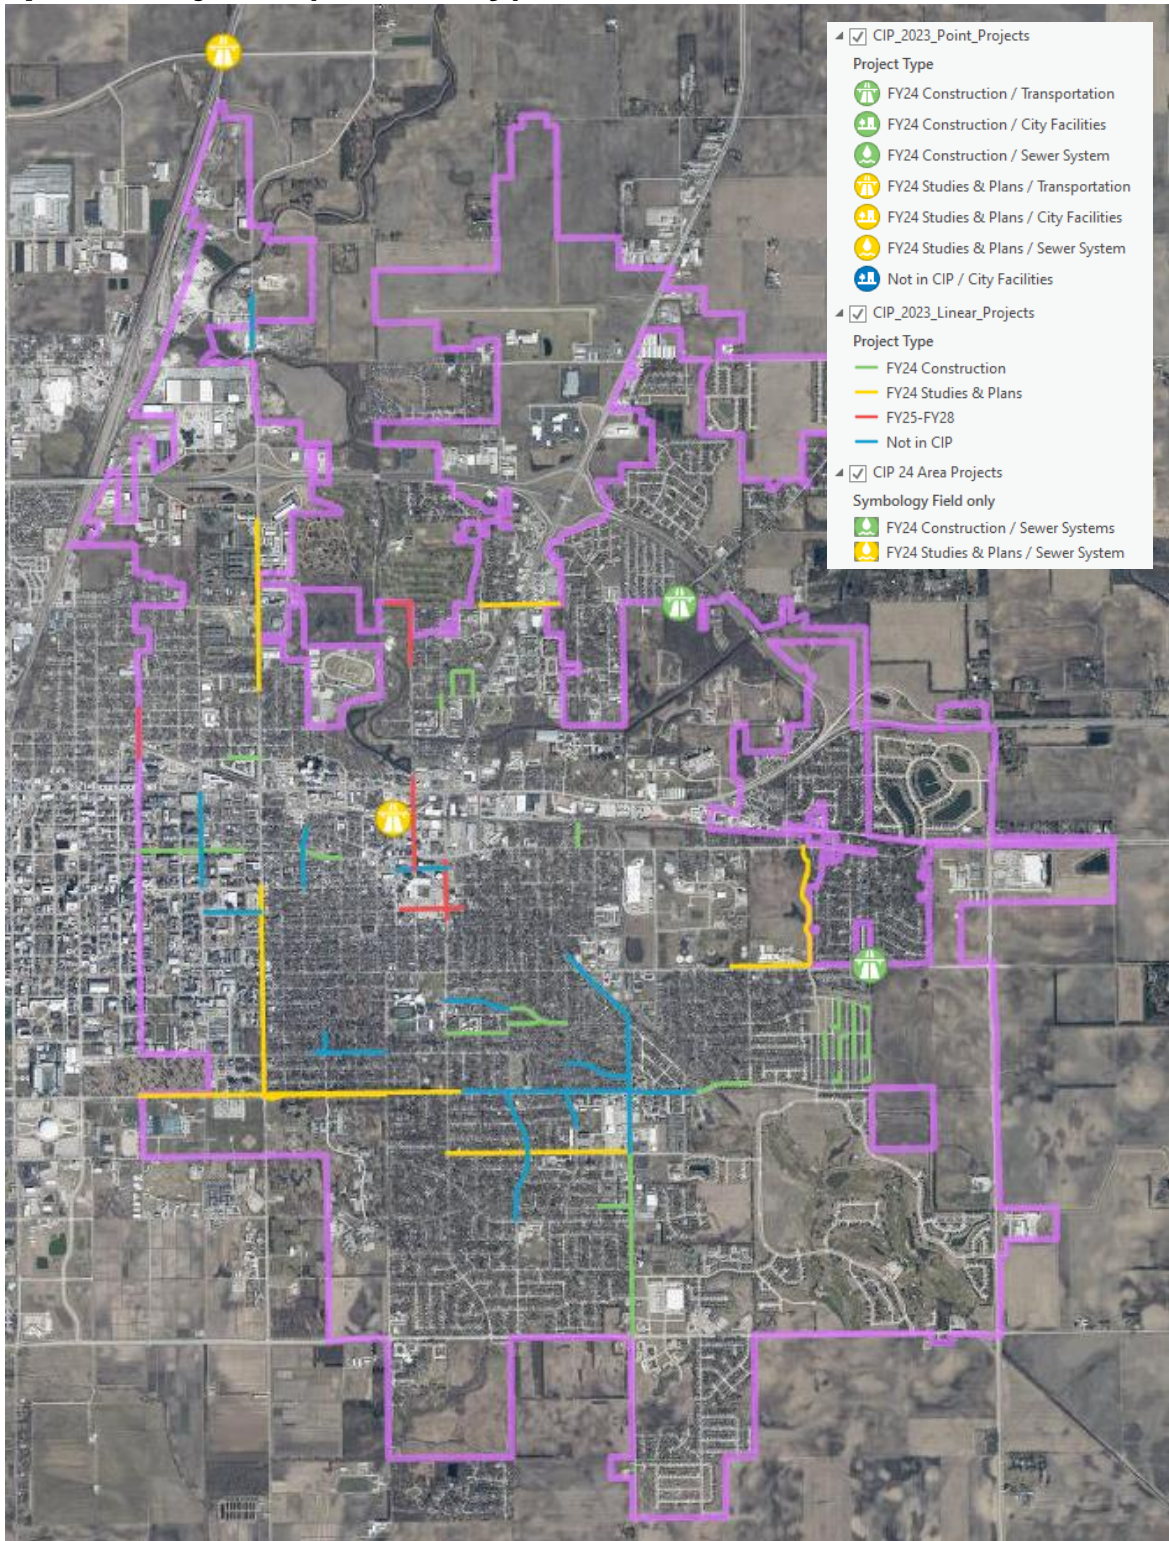 CIP_2023_Point_Projects
Project Type
FY24 Construction / Transportation
FY24 Construction / City Facilities
FY24 Construction / Sewer System
FY24 Studies & Plans / Transportation
FY24 Studies & Plans / City Facilities
FY24 Studies & Plans / Sewer System
Not in CIP / City Facilities
CIP_2023_Linear_Projects
Project Type
FY24 Construction
FY24 Studies & Plans
FY25-FY28
Not in CIP
CIP 24 Area Projects
Symbology Field only
FY24 Construction / Sewer Systems
FY24 Studies & Plans / Sewer System